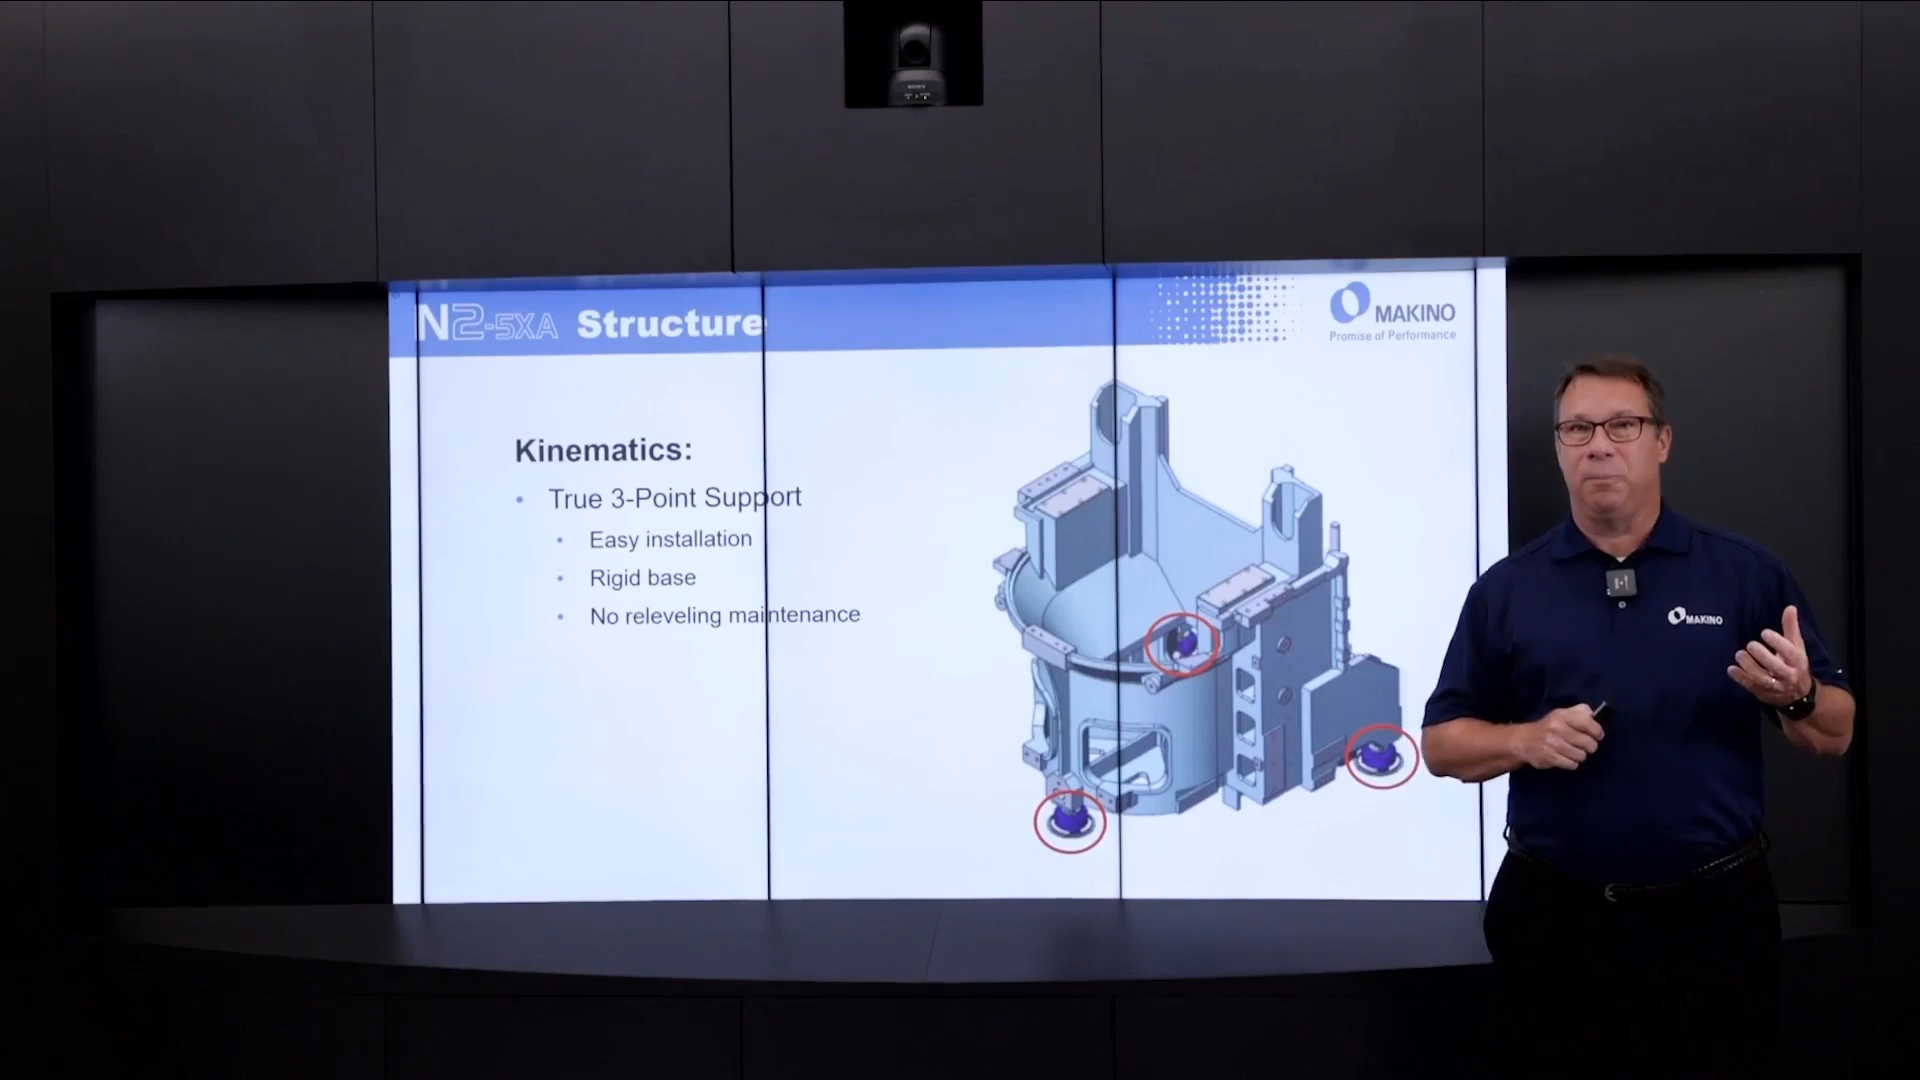 SONY
N2-5XA Structure
MAKINO
Promise of Performance
Kinematics:
• True 3-Point Support
• Easy installation
• Rigid base
• No releveling maintenance
MAKINO